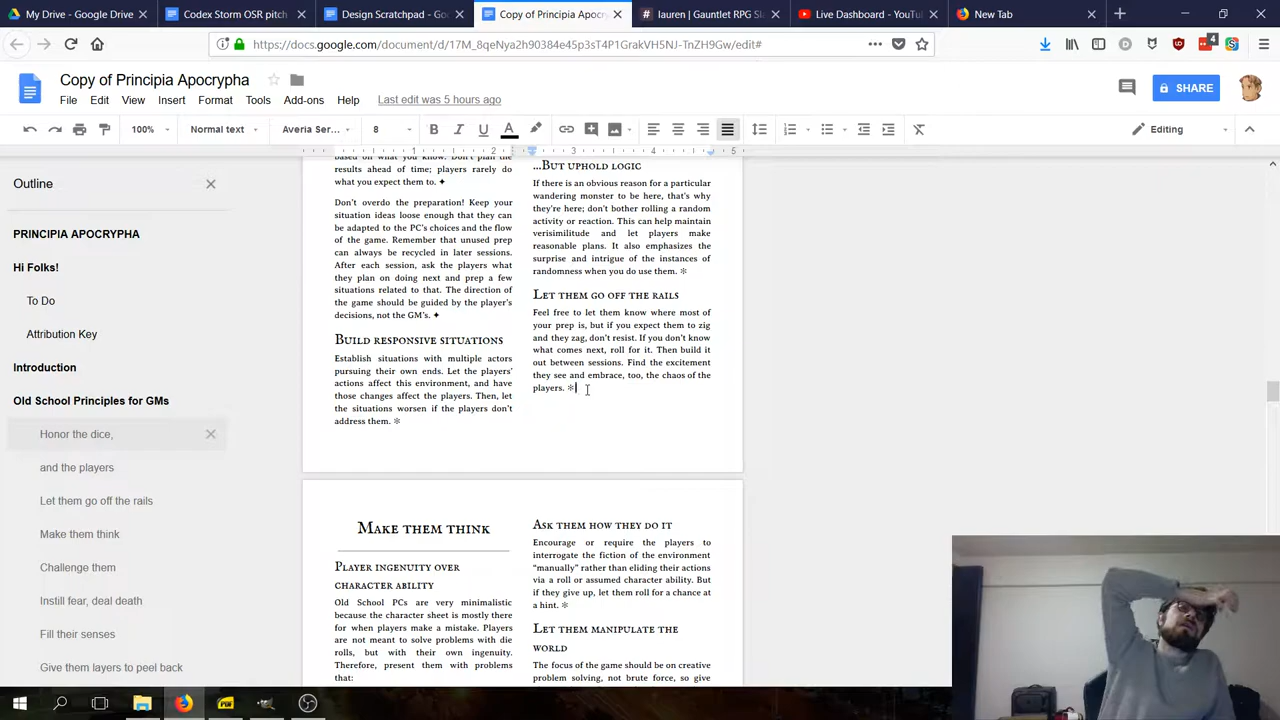 My Drive - Google Drive
Codex Storm OSR pitch
Design Scratchpad - Goo
Copy of Principia Apocry
lauren | Gauntlet RPG Sl
Live Dashboard - YouTu
New Tab
https://docs.google.com/document/d/17M_8qeNya2h90384e45p3sT4P1GrakVH5NJ-TnZH9Gw/edit#
4
Copy of Principia Apocrypha
File Edit View Insert Format Tools Add-ons Help Last edit was 5 hours ago
SHARE
100% Normal text Averia Ser... 8 B I U A Editing
2 3 4 5
Outline
PRINCIPIA APOCRYPHA
Hi Folks!
To Do
Attribution Key
Introduction
Old School Principles for GMs
Honor the dice,
and the players
Let them go off the rails
Make them think
Challenge them
Instill fear, deal death
Fill their senses
Give them layers to peel back
based on what you know. Don't plan the
results ahead of time; players rarely do
what you expect them to. ✦
Don't overdo the preparation! Keep your
situation ideas loose enough that they can
be adapted to the PC's choices and the flow
of the game. Remember that unused prep
can always be recycled in later sessions.
After each session, ask the players what
they plan on doing next and prep a few
situations related to that. The direction of
the game should be guided by the player's
decisions, not the GM's. ✦
Build responsive situations
Establish situations with multiple actors
pursuing their own ends. Let the players'
actions affect this environment, and have
those changes affect the players. Then, let
the situations worsen if the players don't
address them. ✻
...But uphold logic
If there is an obvious reason for a particular
wandering monster to be here, that's why
they're here; don't bother rolling a random
activity or reaction. This can help maintain
verisimilitude and let players make
reasonable plans. It also emphasizes the
surprise and intrigue of the instances of
randomness when you do use them. ✻
Let them go off the rails
Feel free to let them know where most of
your prep is, but if you expect them to zig
and they zag, don't resist. If you don't know
what comes next, roll for it. Then build it
out between sessions. Find the excitement
they see and embrace, too, the chaos of the
players. ✻
Make them think
Player ingenuity over
character ability
Old School PCs are very minimalistic
because the character sheet is mostly there
for when players make a mistake. Players
are not meant to solve problems with die
rolls, but with their own ingenuity.
Therefore, present them with problems
that:
Ask them how they do it
Encourage or require the players to
interrogate the fiction of the environment
“manually” rather than eliding their actions
via a roll or assumed character ability. But
if they give up, let them roll for a chance at
a hint. ✻
Let them manipulate the
world
The focus of the game should be on creative
problem solving, not brute force, so give